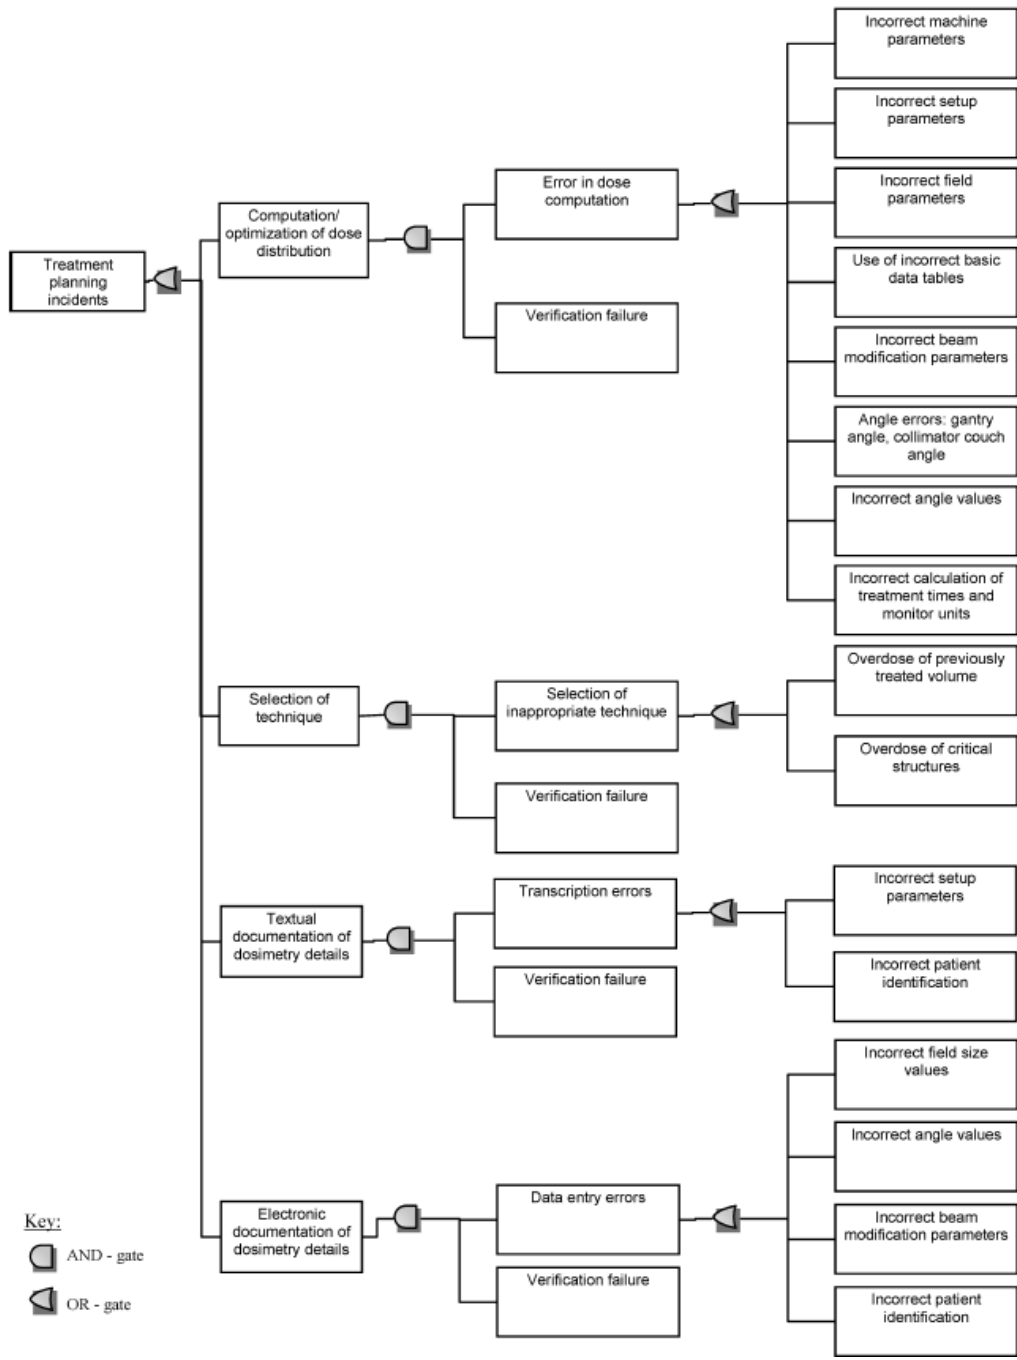 Treatment
planning
incidents
Computation/
optimization of dose
distribution
Error in dose
computation
Incorrect machine
parameters
Incorrect setup
parameters
Incorrect field
parameters
Use of incorrect basic
data tables
Incorrect beam
modification parameters
Angle errors: gantry
angle, collimator couch
angle
Incorrect angle values
Incorrect calculation of
treatment times and
monitor units
Verification failure
Selection of
technique
Selection of
inappropriate technique
Overdose of previously
treated volume
Overdose of critical
structures
Verification failure
Textual
documentation of
dosimetry details
Transcription errors
Incorrect setup
parameters
Incorrect patient
identification
Verification failure
Electronic
documentation of
dosimetry details
Data entry errors
Incorrect field size
values
Incorrect angle values
Incorrect beam
modification parameters
Incorrect patient
identification
Verification failure
Key:
AND - gate
OR - gate